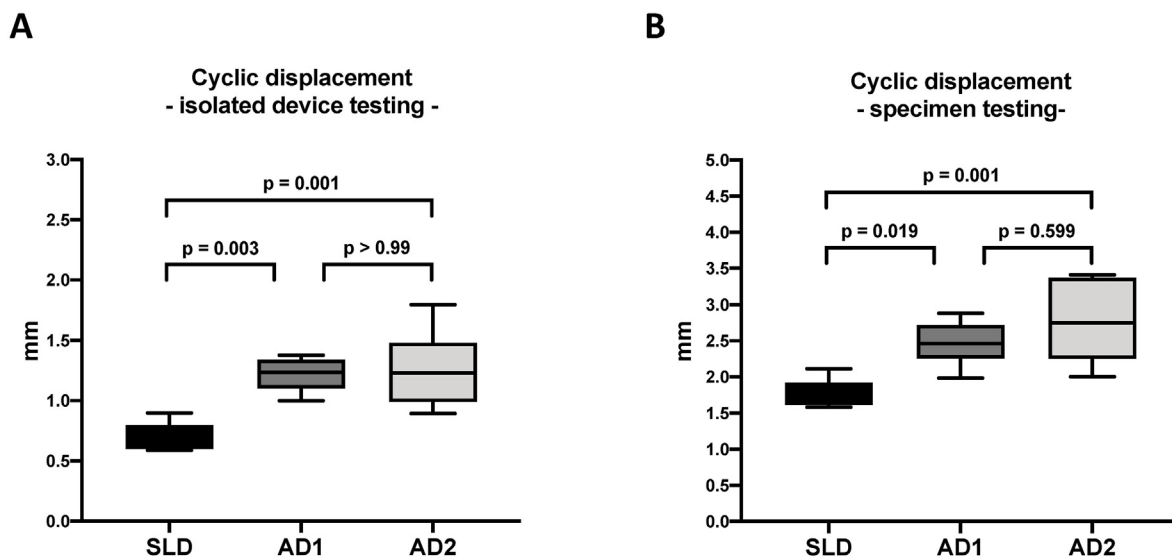 A
Cyclic displacement
- isolated device testing -
3.0
2.5
2.0
1.5
1.0
0.5
0.0
mm
p = 0.001
p = 0.003
p > 0.99
SLD
AD1
AD2
B
Cyclic displacement
- specimen testing-
5.0
4.5
4.0
3.5
3.0
2.5
2.0
1.5
1.0
0.5
0.0
mm
p = 0.001
p = 0.019
p = 0.599
SLD
AD1
AD2